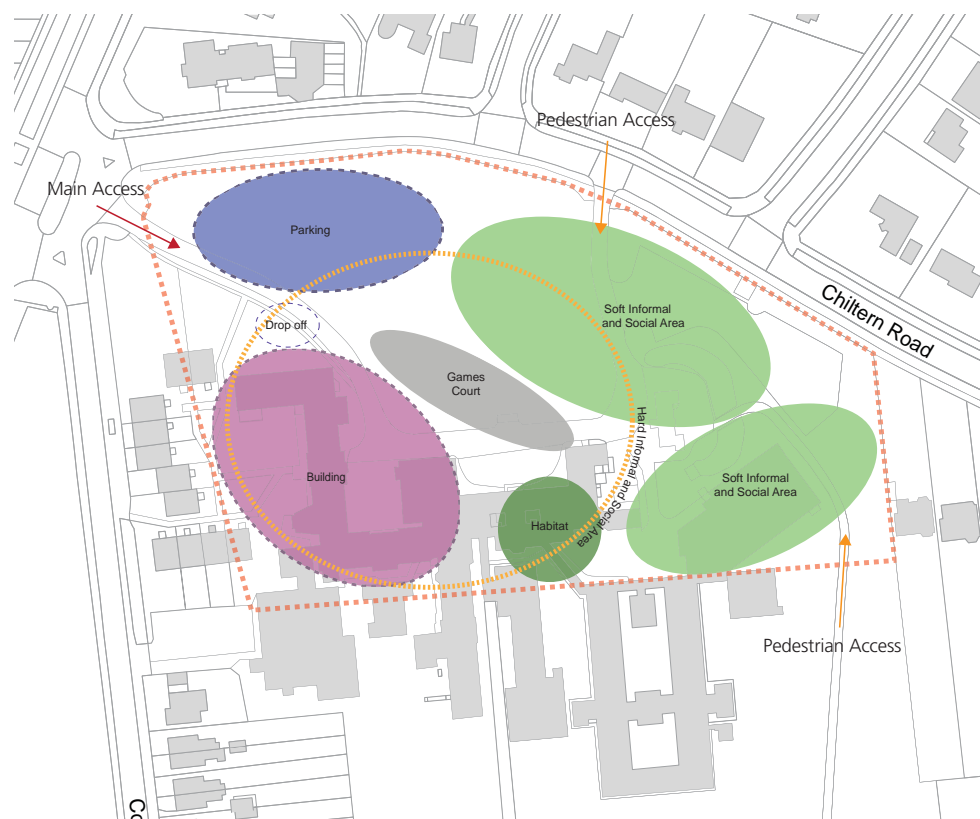 Pedestrian Access
Main Access
Parking
Chiltern Road
Soft Informal
and Social Area
Drop off
Games
Court
Hard Informal and Social Area
Building
Soft Informal
and Social Area
Habitat
Pedestrian Access
Co